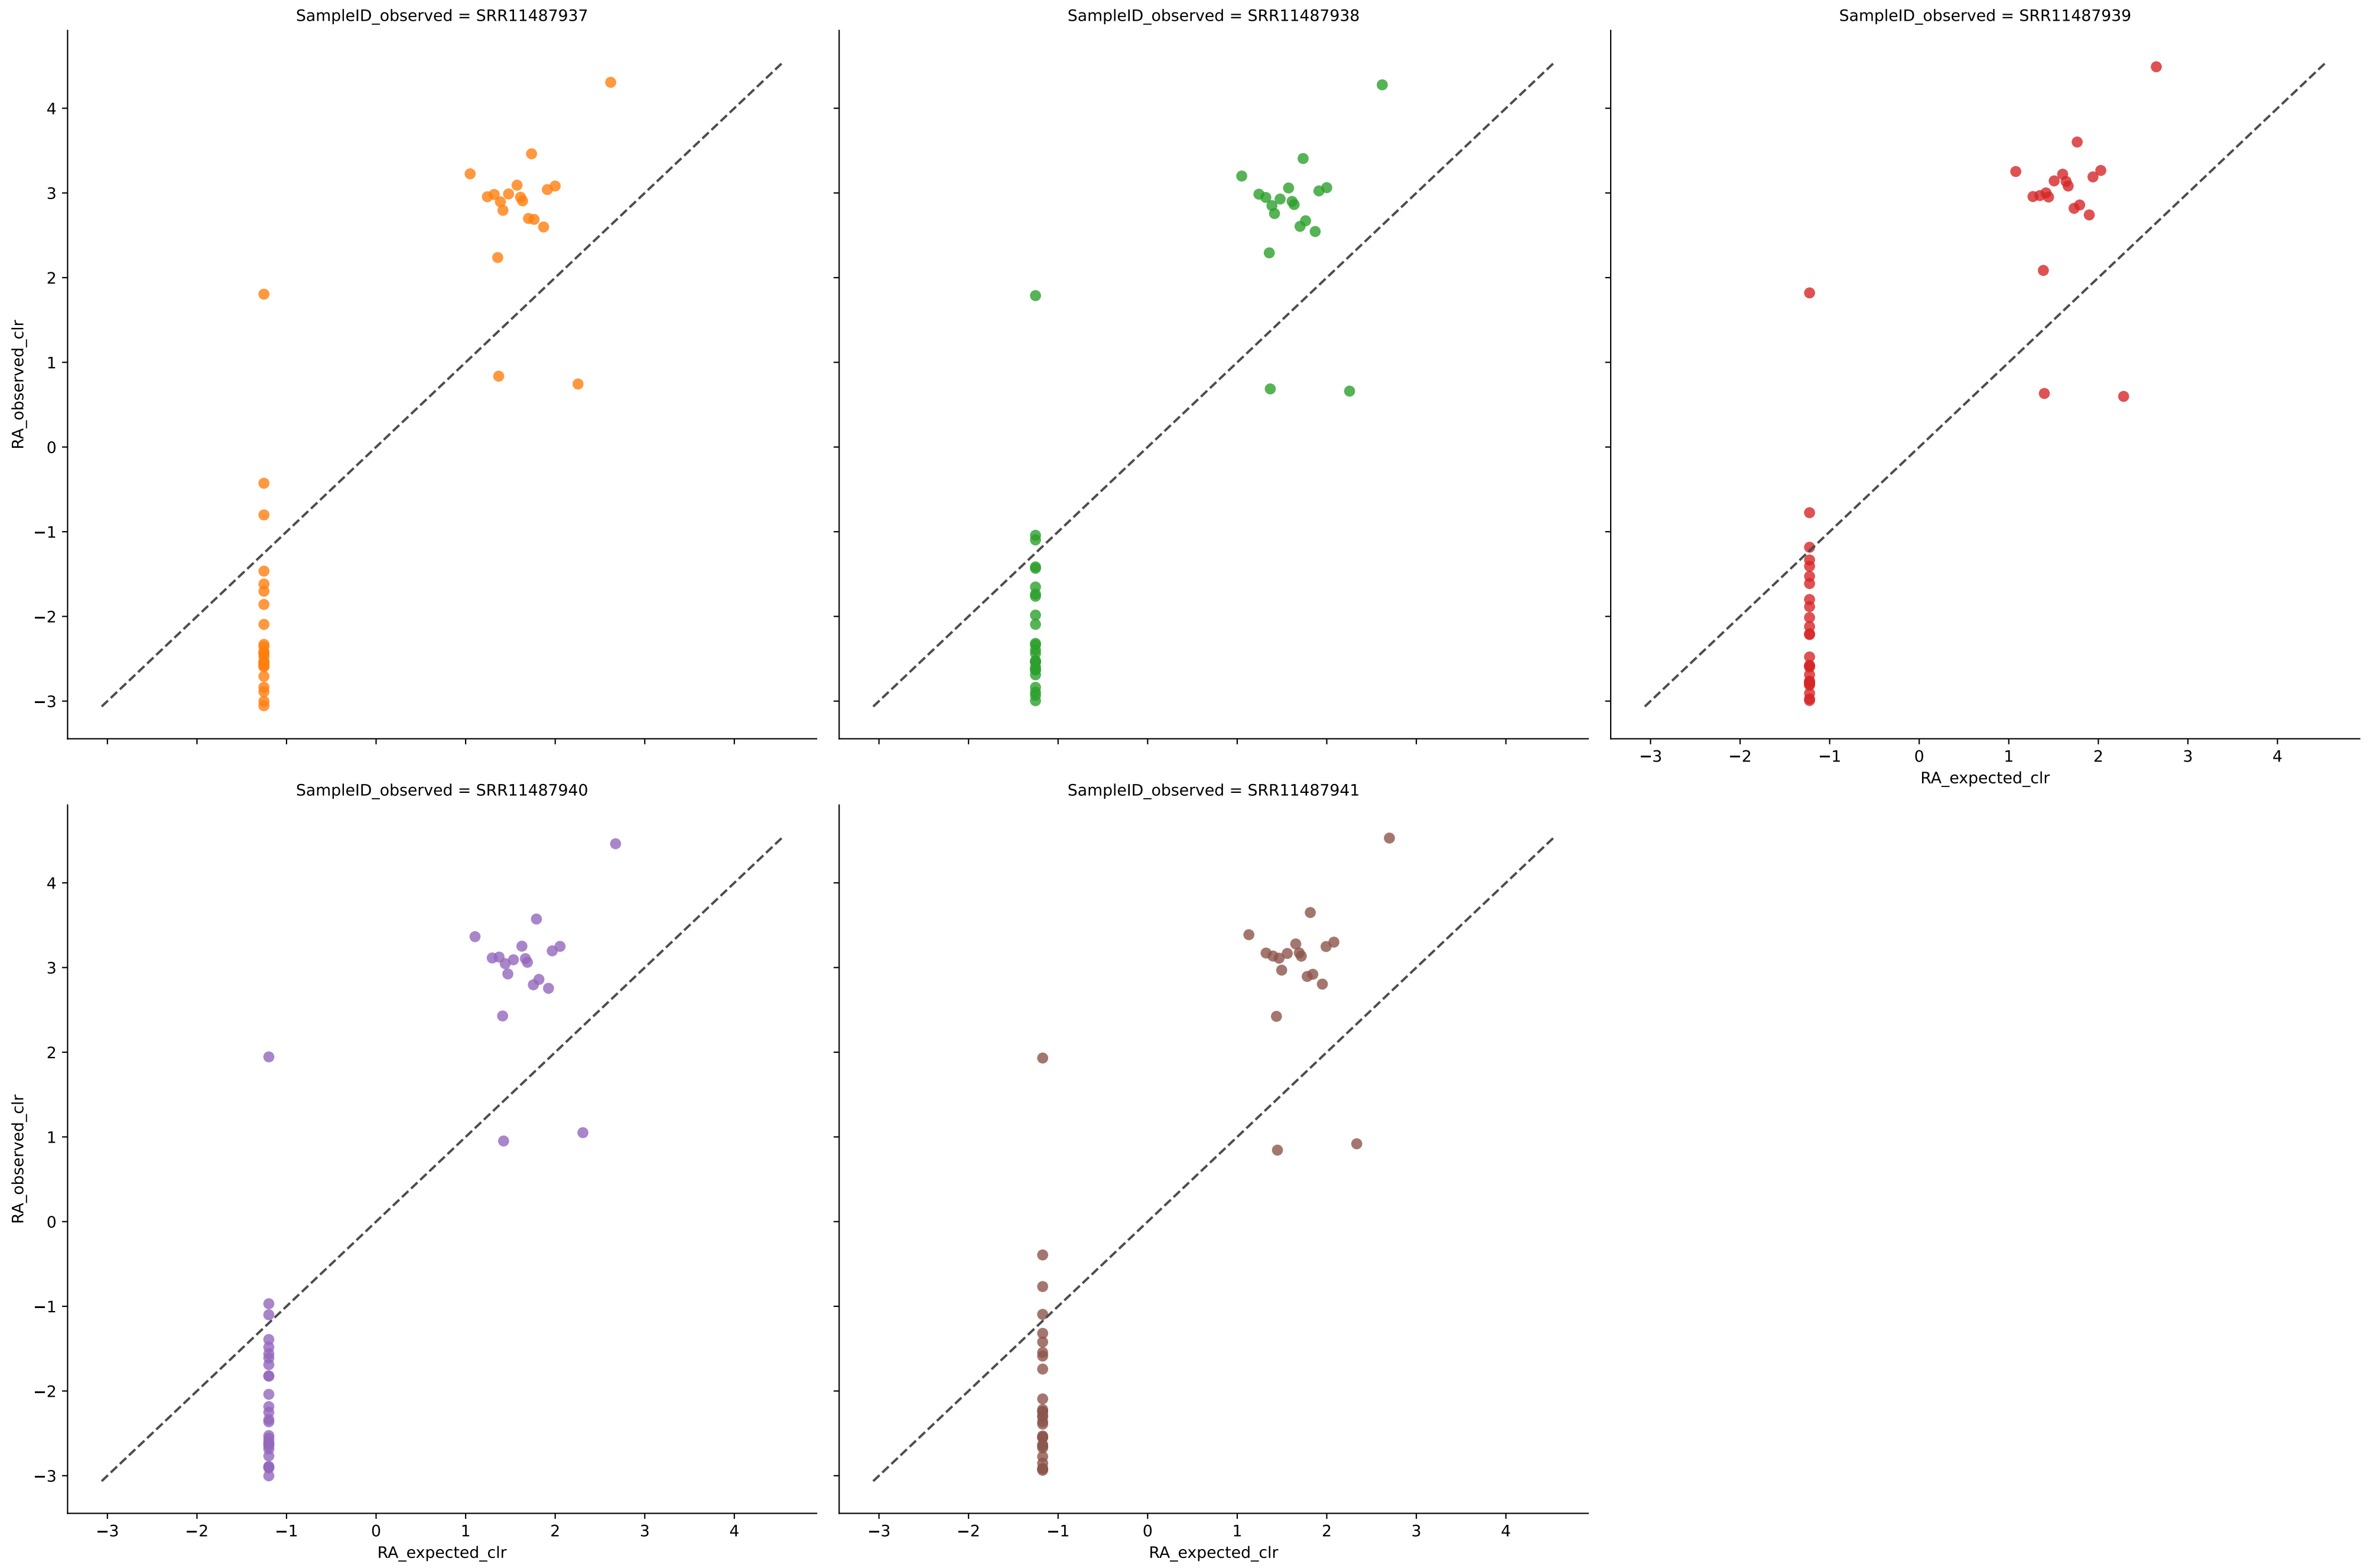 SampleID_observed = SRR11487937
SampleID_observed = SRR11487938
SampleID_observed = SRR11487939
4
3
2
1
0
−1
−2
−3
RA_observed_clr
−3 −2 −1 0 1 2 3 4
RA_expected_clr
SampleID_observed = SRR11487940
SampleID_observed = SRR11487941
4
3
2
1
0
−1
−2
−3
RA_observed_clr
−3 −2 −1 0 1 2 3 4
−3 −2 −1 0 1 2 3 4
RA_expected_clr
RA_expected_clr